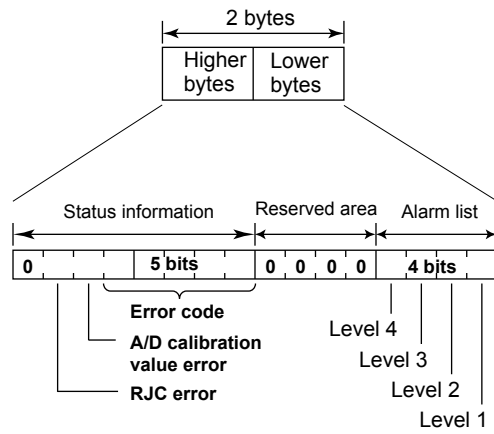 2 bytes
Higher bytes
Lower bytes
Status information
Reserved area
Alarm list
0
5 bits
0 0 0 0
4 bits
Error code
A/D calibration value error
RJC error
Level 4
Level 3
Level 2
Level 1